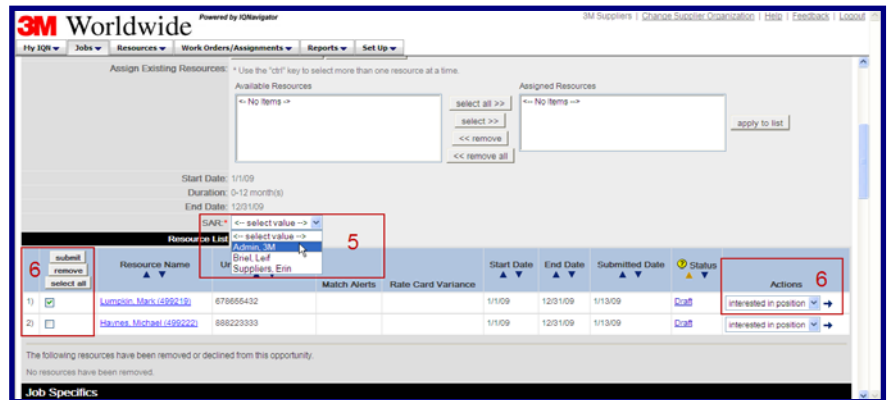 3M Worldwide Powered by IQNavigator 3M Suppliers | Change Supplier Organization | Help | Feedback | Logout
My IQN Jobs Resources Work Orders/Assignments Reports Set Up
Assign Existing Resources: * Use the "ctrl" key to select more than one resource at a time.
Available Resources Assigned Resources
<- No Items -> select all >> <-- No Items -->
select >> apply to list
<< remove
<< remove all
Start Date: 1/1/09
Duration: 0-12 month(s)
End Date: 12/31/09
SAR:* <-- select value --> 5
<-- select value -->
Resource List
Admin, 3M
Briel, Leif
Suppliers, Erin
6 submit remove select all Resource Name Match Alerts Rate Card Variance Start Date End Date Submitted Date Status Actions 6
1) Lumpkin, Mark (499219) 678655432 1/1/09 12/31/09 1/13/09 Draft interested in position
2) Haynes, Michael (499222) 888223333 1/1/09 12/31/09 1/13/09 Draft interested in position
The following resources have been removed or declined from this opportunity.
No resources have been removed.
Job Specifics